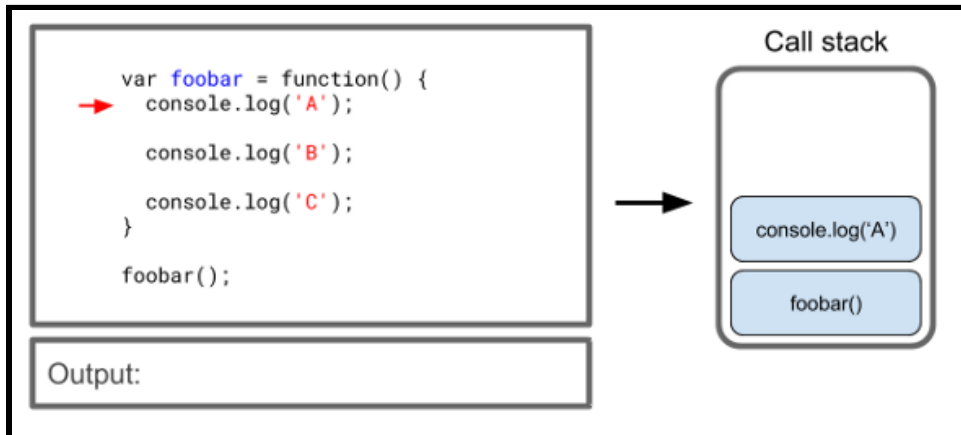 var foobar = function() {
console.log('A');
console.log('B');
console.log('C');
}
foobar();
Output:
Call stack
console.log(‘A’)
foobar()